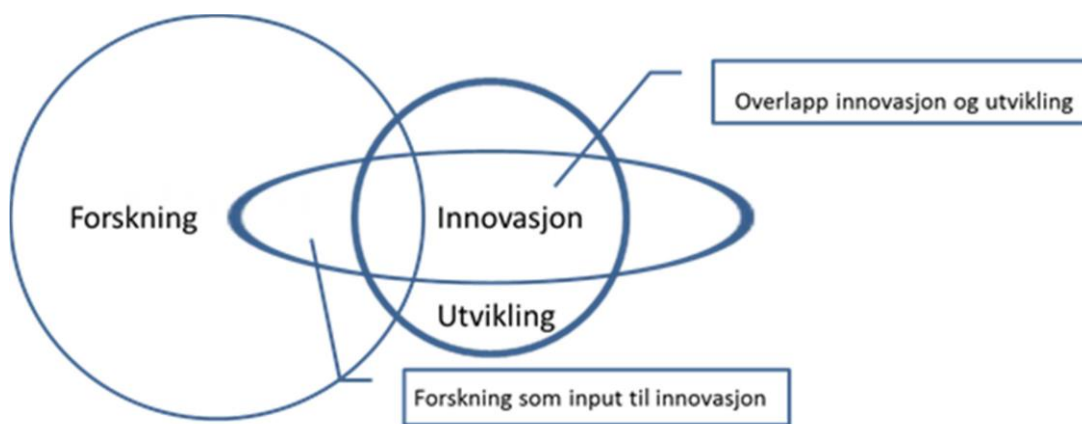 Overlapp innovasjon og utvikling
Forskning
Innovasjon
Utvikling
Forskning som input til innovasjon